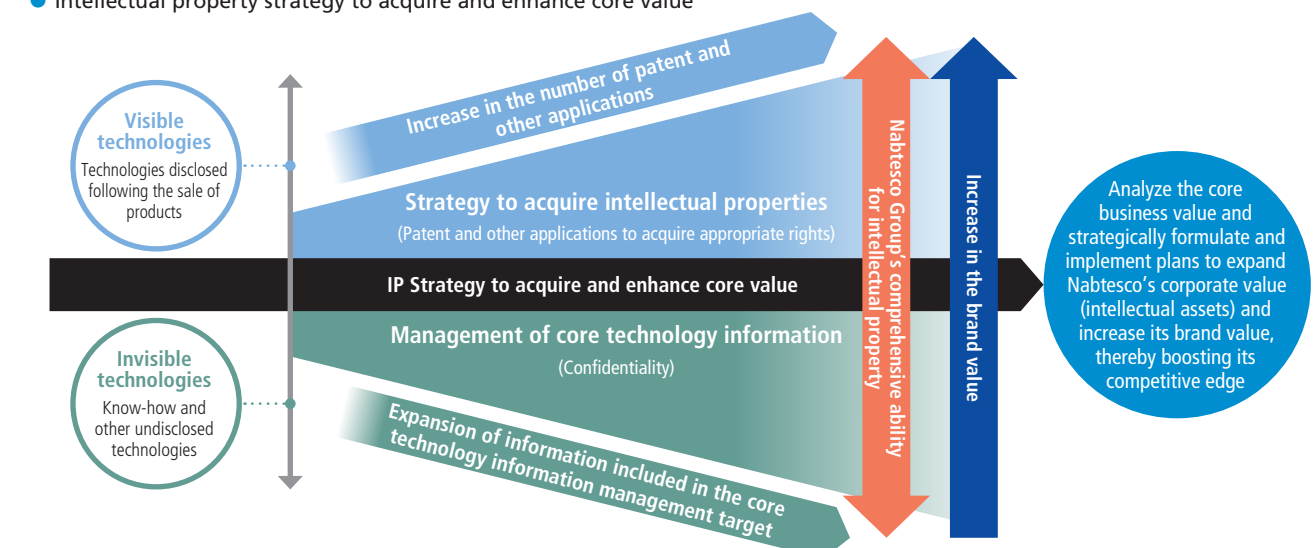 ● Intellectual property strategy to acquire and enhance core value
Increase in the number of patent and
other applications
Visible
technologies
Technologies disclosed
following the sale of
products
Strategy to acquire intellectual properties
(Patent and other applications to acquire appropriate rights)
IP Strategy to acquire and enhance core value
Management of core technology information
(Confidentiality)
Invisible
technologies
Know-how and
other undisclosed
technologies
Expansion of information included in the core
technology information management target
Nabtesco Group's comprehensive ability
for intellectual property
Increase in the brand value
Analyze the core
business value and
strategically formulate and
implement plans to expand
Nabtesco's corporate value
(intellectual assets) and
increase its brand value,
thereby boosting its
competitive edge